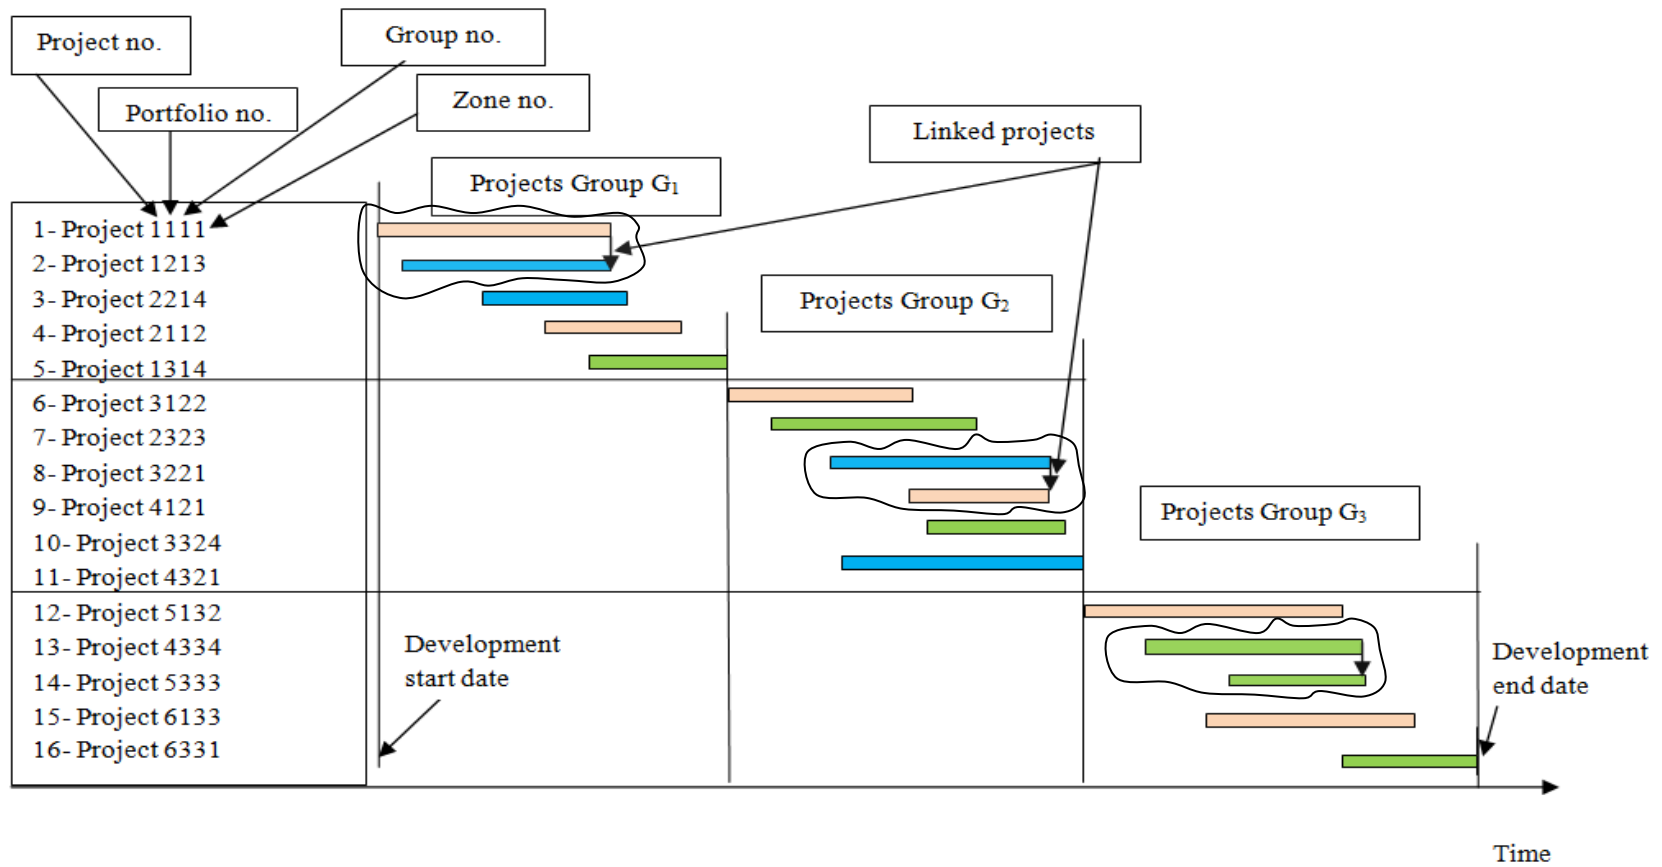 Project no.
Group no.
Portfolio no.
Zone no.
Linked projects
Projects Group G₁
1- Project 1111
2- Project 1213
3- Project 2214
4- Project 2112
5- Project 1314
Projects Group G₂
6- Project 3122
7- Project 2323
8- Project 3221
9- Project 4121
10- Project 3324
11- Project 4321
Projects Group G₃
12- Project 5132
13- Project 4334
14- Project 5333
15- Project 6133
16- Project 6331
Development
start date
Development
end date
Time